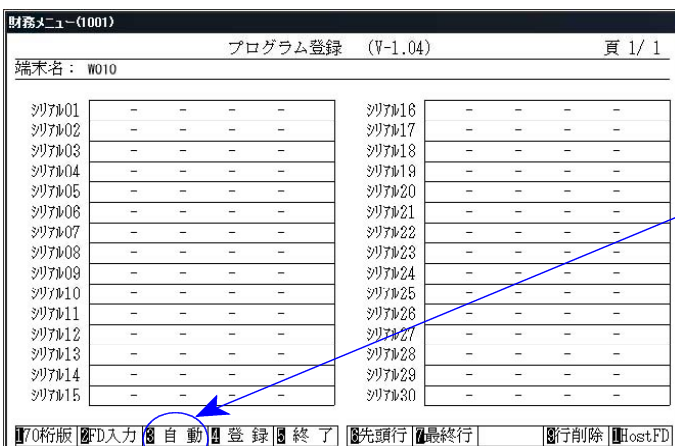 財務メニュー(1001)
プログラム登録 (V-1.04) 頁 1/ 1
端末名: W010
シリアル01 - - - - シリアル16 - - - -
シリアル02 - - - - シリアル17 - - - -
シリアル03 - - - - シリアル18 - - - -
シリアル04 - - - - シリアル19 - - - -
シリアル05 - - - - シリアル20 - - - -
シリアル06 - - - - シリアル21 - - - -
シリアル07 - - - - シリアル22 - - - -
シリアル08 - - - - シリアル23 - - - -
シリアル09 - - - - シリアル24 - - - -
シリアル10 - - - - シリアル25 - - - -
シリアル11 - - - - シリアル26 - - - -
シリアル12 - - - - シリアル27 - - - -
シリアル13 - - - - シリアル28 - - - -
シリアル14 - - - - シリアル29 - - - -
シリアル15 - - - - シリアル30 - - - -
1 70桁版 2 FD入力 3 自 動 4 登 録 5 終 了 6 先頭行 7 最終行 9 行削除 1 HostFD